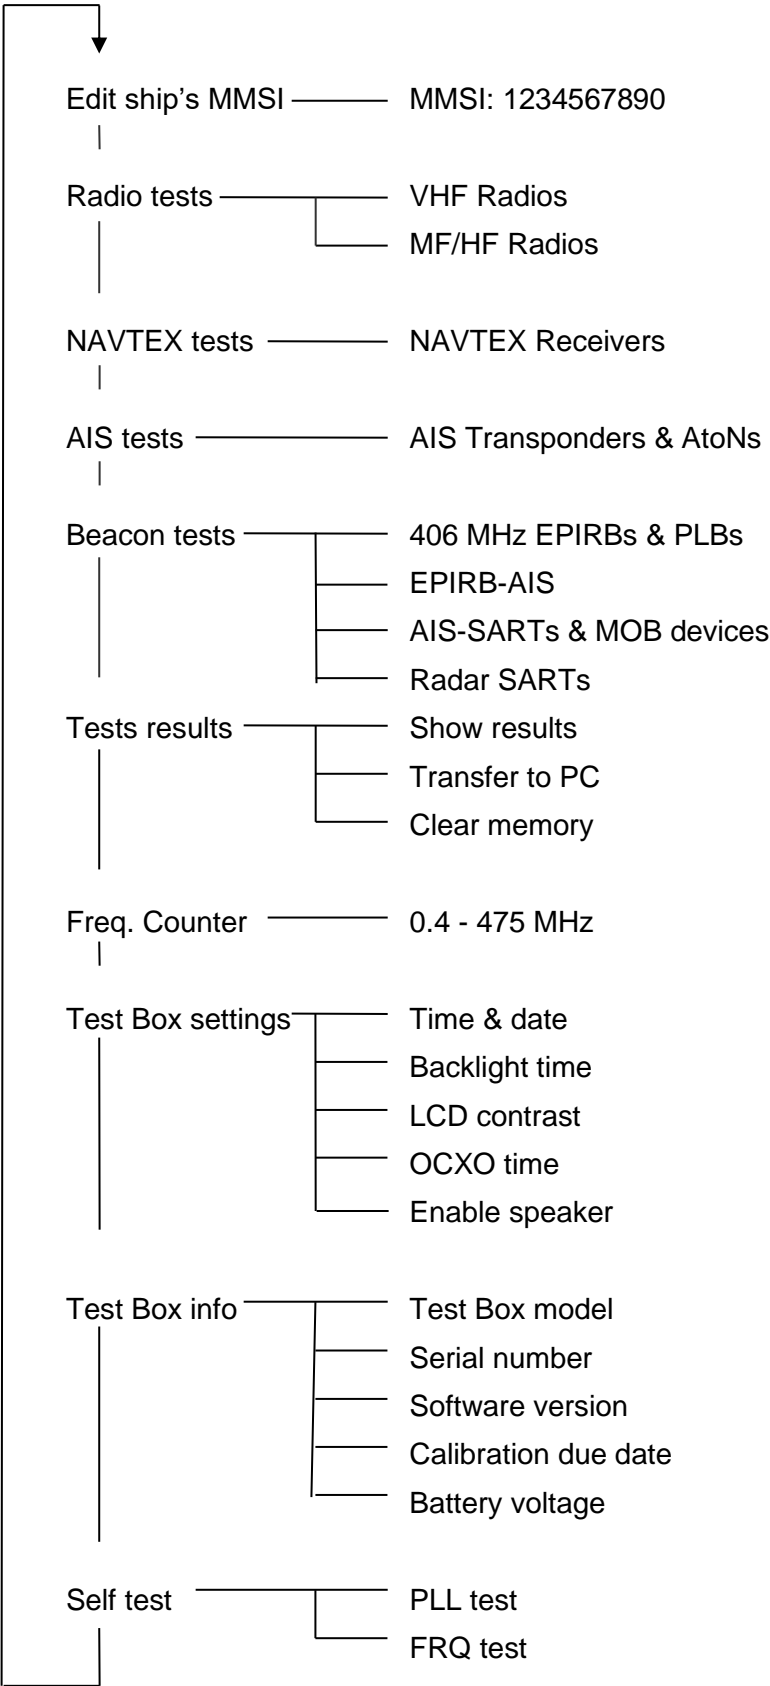 Edit ship's MMSI MMSI: 1234567890
Radio tests VHF Radios
MF/HF Radios
NAVTEX tests NAVTEX Receivers
AIS tests AIS Transponders & AtoNs
Beacon tests 406 MHz EPIRBs & PLBs
EPIRB-AIS
AIS-SARTs & MOB devices
Radar SARTs
Tests results Show results
Transfer to PC
Clear memory
Freq. Counter 0.4 - 475 MHz
Test Box settings Time & date
Backlight time
LCD contrast
OCXO time
Enable speaker
Test Box info Test Box model
Serial number
Software version
Calibration due date
Battery voltage
Self test PLL test
FRQ test